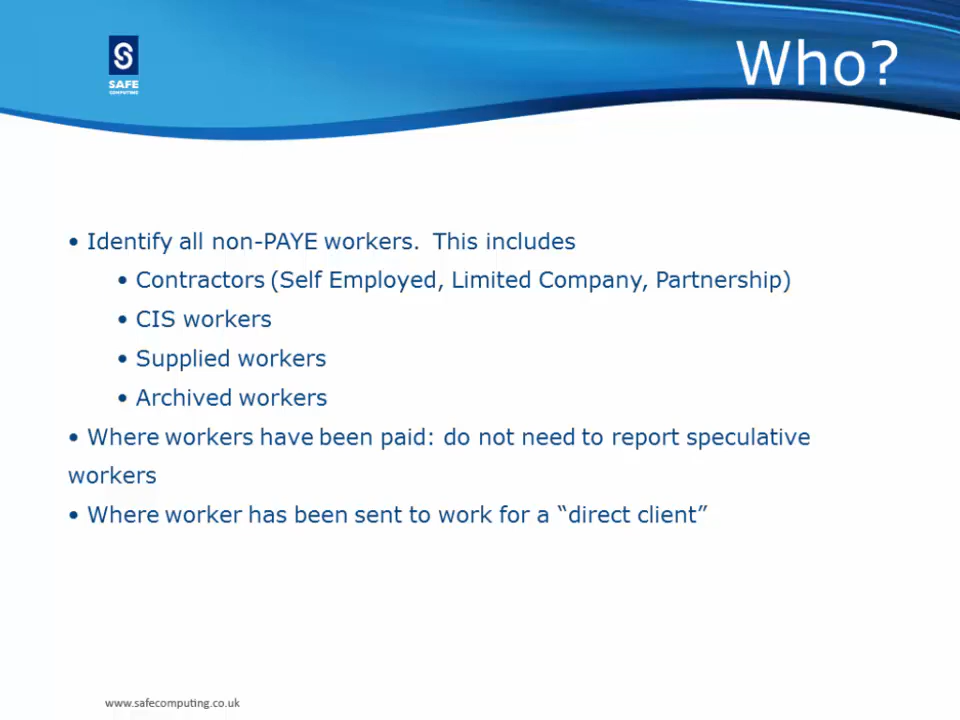 SAFE
COMPUTING
Who?
• Identify all non-PAYE workers. This includes
• Contractors (Self Employed, Limited Company, Partnership)
• CIS workers
• Supplied workers
• Archived workers
• Where workers have been paid: do not need to report speculative
workers
• Where worker has been sent to work for a “direct client”
www.safecomputing.co.uk